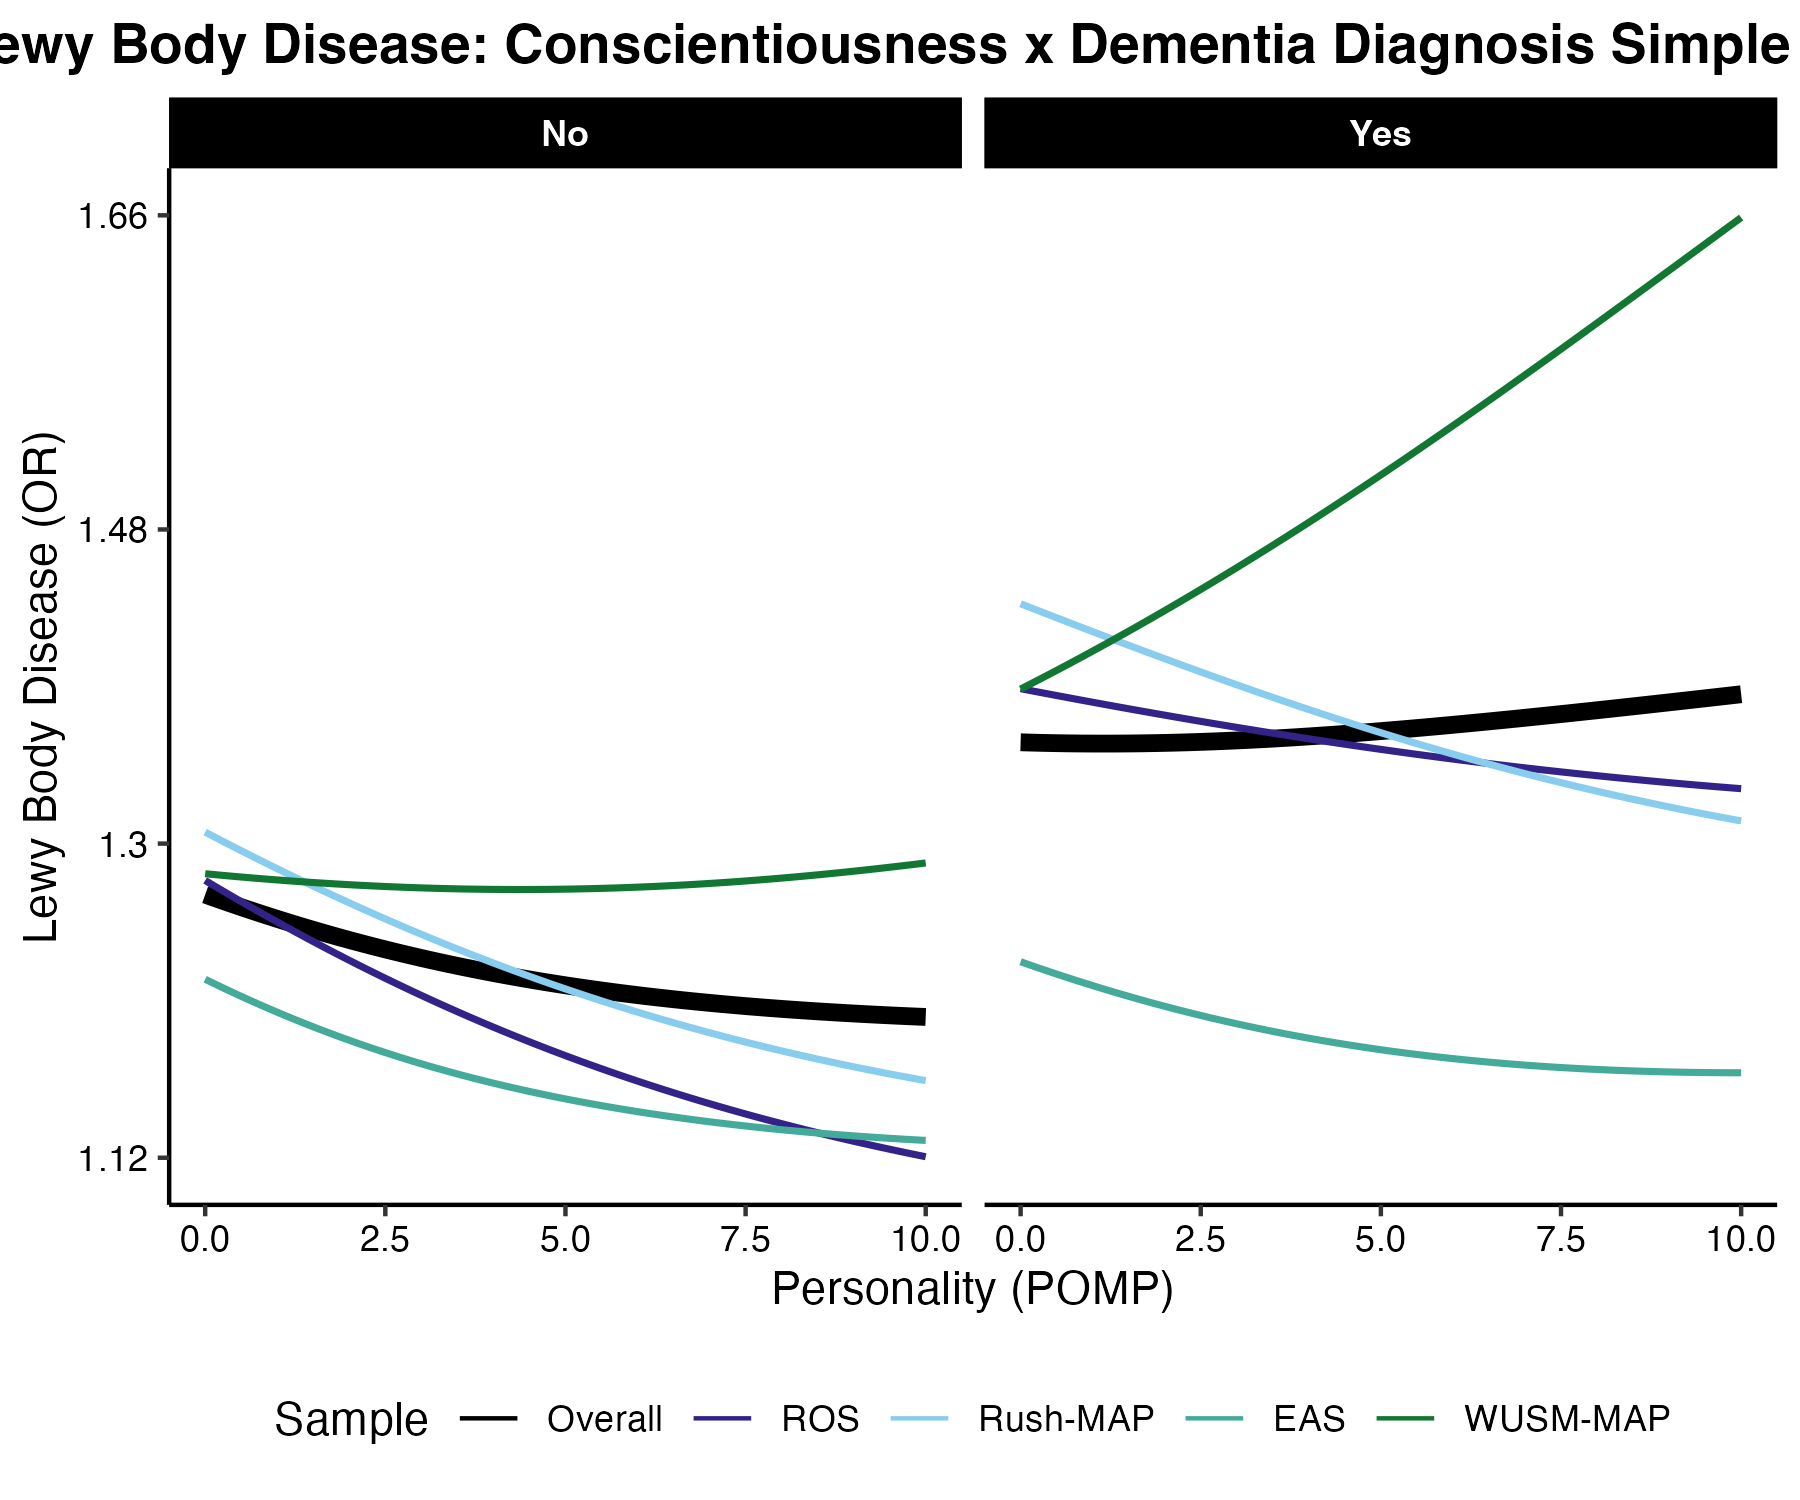 ewy Body Disease: Conscientiousness x Dementia Diagnosis Simple
No
Yes
Lewy Body Disease (OR)
1.66
1.48
1.3
1.12
0.0 2.5 5.0 7.5 10.0
0.0 2.5 5.0 7.5 10.0
Personality (POMP)
Sample Overall ROS Rush-MAP EAS WUSM-MAP